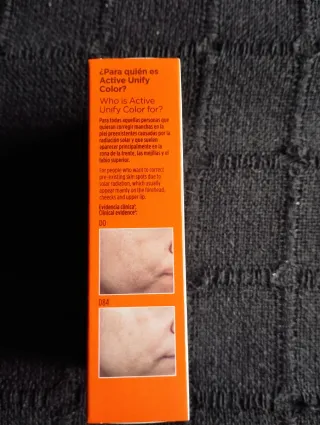 ¿Para quién es
Active Unify
Color?
Who is Active
Unify Color for?
Para todas aquellas personas que
quieran corregir manchas en la
piel preexistentes causadas por la
radiación solar y que suelen
aparecer principalmente en la
zona de la frente, las mejillas y el
labio superior.
For people who want to correct
pre-existing skin spots due to
solar radiation, which usually
appear mainly on the forehead,
cheeks and upper lip.
Evidencia clínica¹.
Clinical evidence¹.
D0
D84